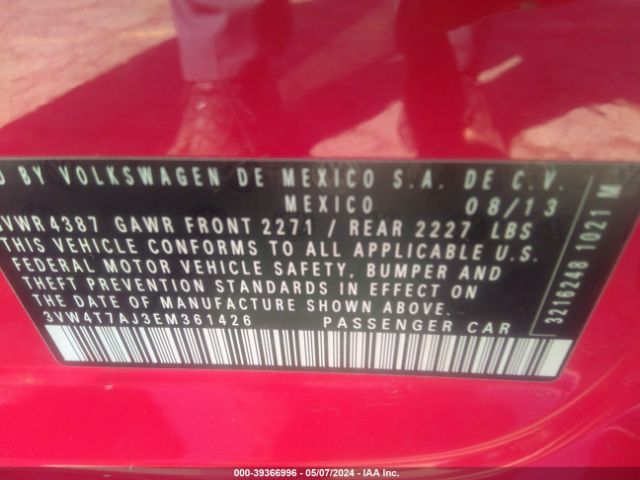 D BY VOLKSWAGEN DE MEXICO S.A. DE C.V.
MEXICO 08/13
VWR 4387 GAWR FRONT 2271 / REAR 2227 LBS
THIS VEHICLE CONFORMS TO ALL APPLICABLE U.S.
FEDERAL MOTOR VEHICLE SAFETY, BUMPER AND
THEFT PREVENTION STANDARDS IN EFFECT ON
THE DATE OF MANUFACTURE SHOWN ABOVE.
3VW4T7AJ3EM361426 PASSENGER CAR
3216248 1021 M
000-39366996 - 05/07/2024 - IAA Inc.